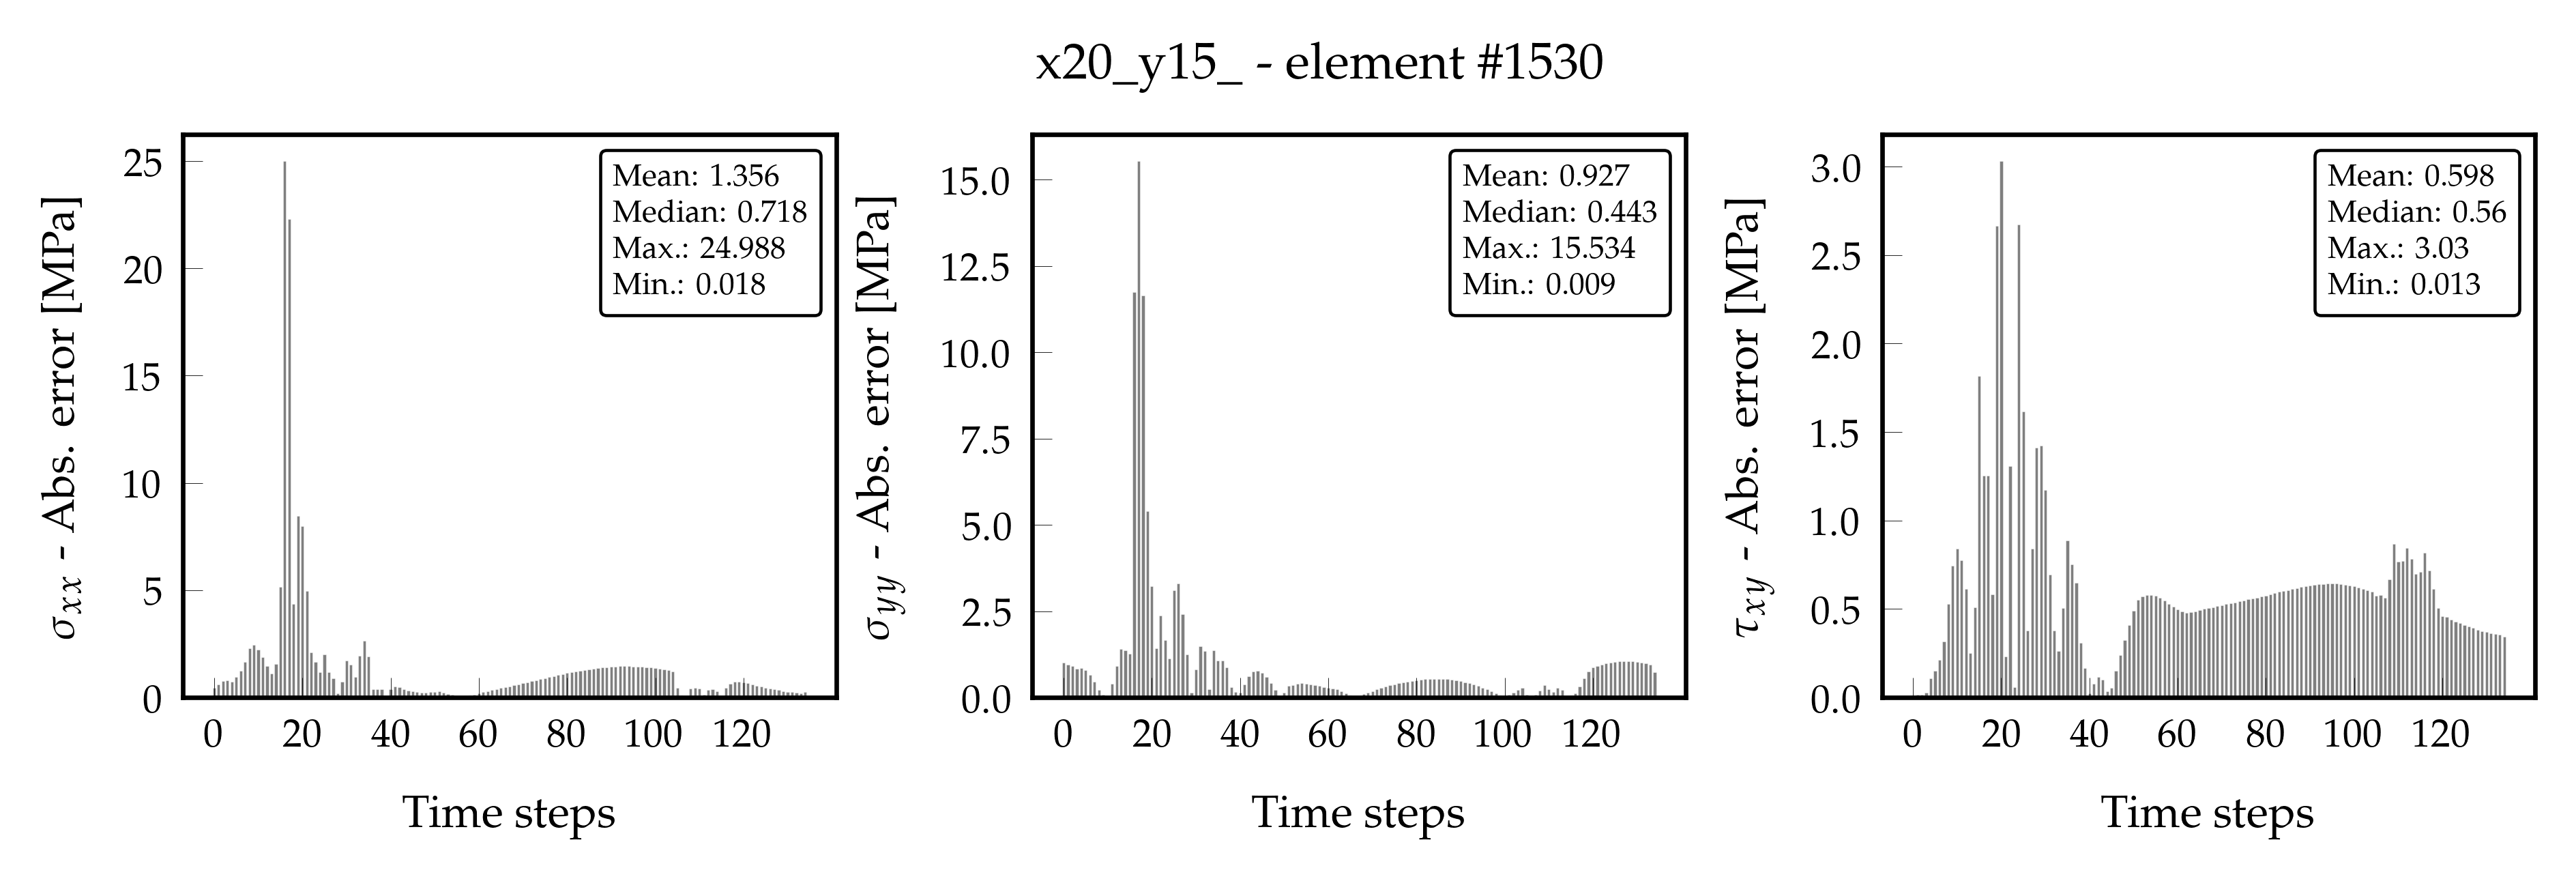 x20_y15_ - element #1530
σxx - Abs. error [MPa]
25
20
15
10
5
0
0 20 40 60 80 100 120
Time steps
Mean: 1.356
Median: 0.718
Max.: 24.988
Min.: 0.018
σyy - Abs. error [MPa]
15.0
12.5
10.0
7.5
5.0
2.5
0.0
0 20 40 60 80 100 120
Time steps
Mean: 0.927
Median: 0.443
Max.: 15.534
Min.: 0.009
τxy - Abs. error [MPa]
3.0
2.5
2.0
1.5
1.0
0.5
0.0
0 20 40 60 80 100 120
Time steps
Mean: 0.598
Median: 0.56
Max.: 3.03
Min.: 0.013